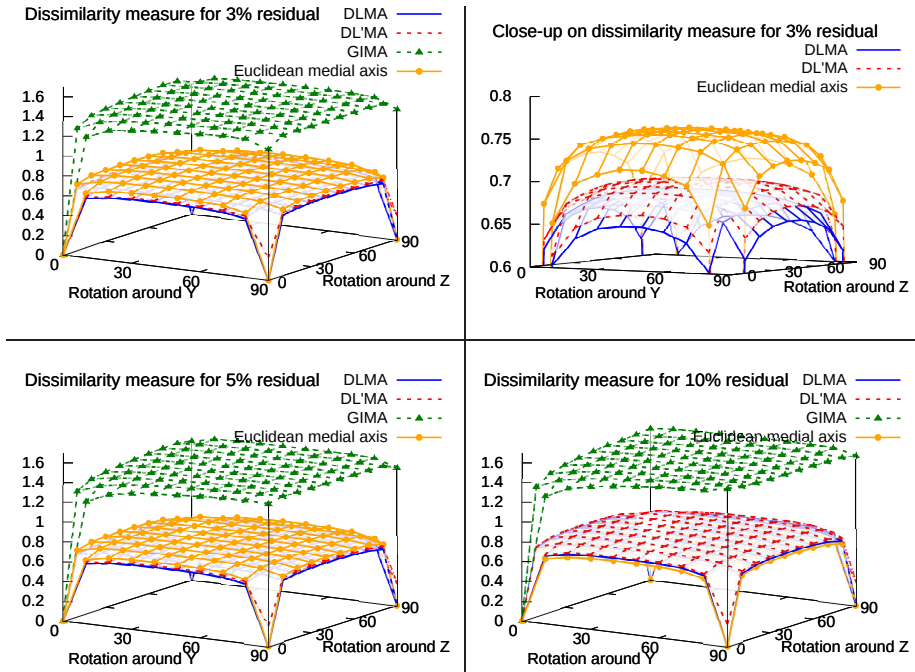 Dissimilarity measure for 3% residual
DLMA
DL'MA
GIMA
Euclidean medial axis
1.6
1.4
1.2
1
0.8
0.6
0.4
0.2
0
0
30
60
90
Rotation around Y
0
30
60
90
Rotation around Z
Close-up on dissimilarity measure for 3% residual
DLMA
DL'MA
Euclidean medial axis
0.8
0.75
0.7
0.65
0.6
0
30
60
90
Rotation around Y
0
30
60
90
Rotation around Z
Dissimilarity measure for 5% residual
DLMA
DL'MA
GIMA
Euclidean medial axis
1.6
1.4
1.2
1
0.8
0.6
0.4
0.2
0
0
30
60
90
Rotation around Y
0
30
60
90
Rotation around Z
Dissimilarity measure for 10% residual
DLMA
DL'MA
GIMA
Euclidean medial axis
1.6
1.4
1.2
1
0.8
0.6
0.4
0.2
0
0
30
60
90
Rotation around Y
0
30
60
90
Rotation around Z